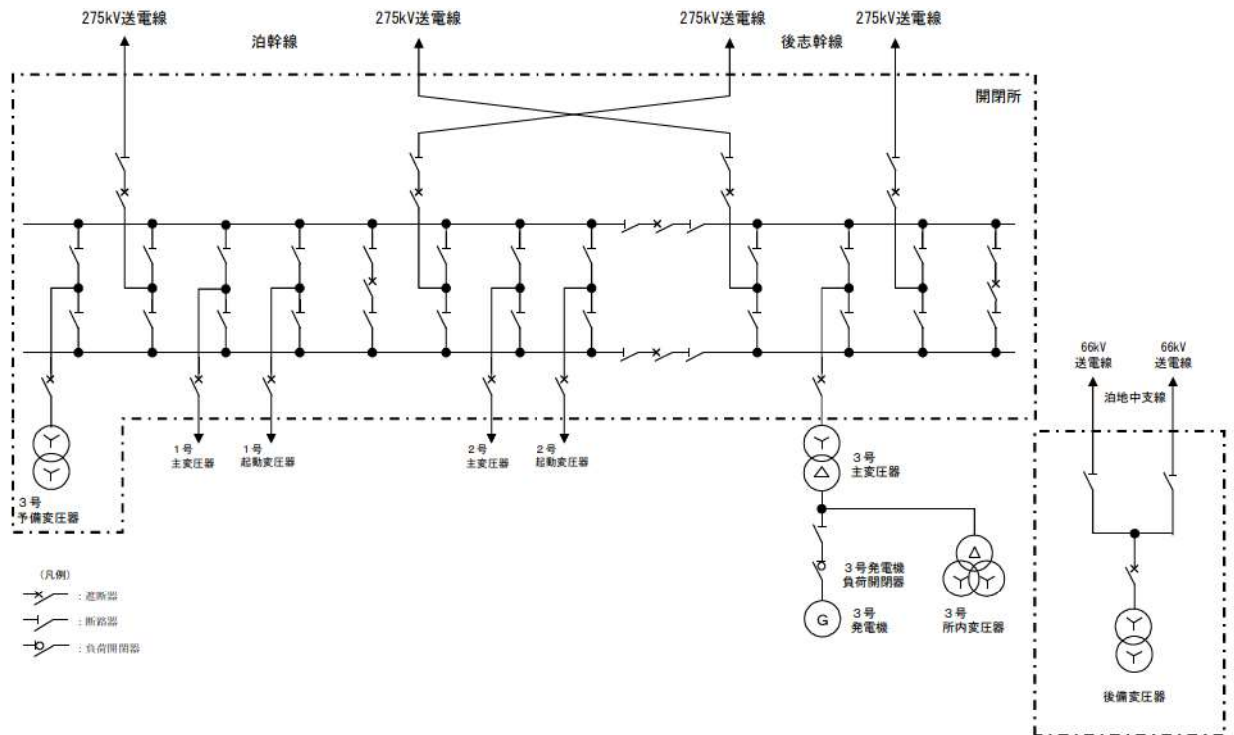 275kV送電線
275kV送電線
275kV送電線
275kV送電線
泊幹線
後志幹線
開閉所
66kV
送電線
66kV
送電線
泊地中支線
1号
主変圧器
1号
起動変圧器
2号
主変圧器
2号
起動変圧器
3号
主変圧器
3号
予備変圧器
3号発電機
負荷開閉器
G
3号
発電機
3号
所内変圧器
後備変圧器
(凡例)
:遮断器
:断路器
:負荷開閉器